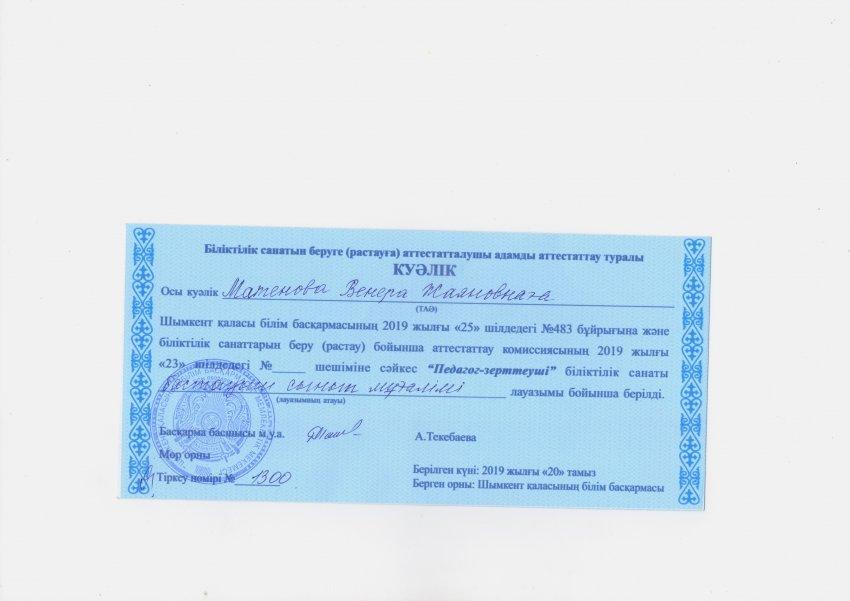 Біліктілік санатын беруге (растауға) аттестатталушы адамды аттестаттау туралы
КУӘЛІК
Осы куәлік Матенова Венера Жаяновнаға
(ТАӘ)
Шымкент қаласы білім басқармасының 2019 жылғы «25» шілдедегі №483 бұйрығына және
біліктілік санаттарын беру (растау) бойынша аттестаттау комиссиясының 2019 жылғы
«23» шілдедегі №_____ шешіміне сәйкес “Педагог-зерттеуші” біліктілік санаты
бастауыш сынып мұғалімі лауазымы бойынша берілді.
(лауазымның атауы)
Басқарма басшысы м.у.а. А.Текебаева
Мөр орны
Берілген күні: 2019 жылғы «20» тамыз
Тіркеу нөмірі № 1300
Берген орны: Шымкент қаласының білім басқармасы